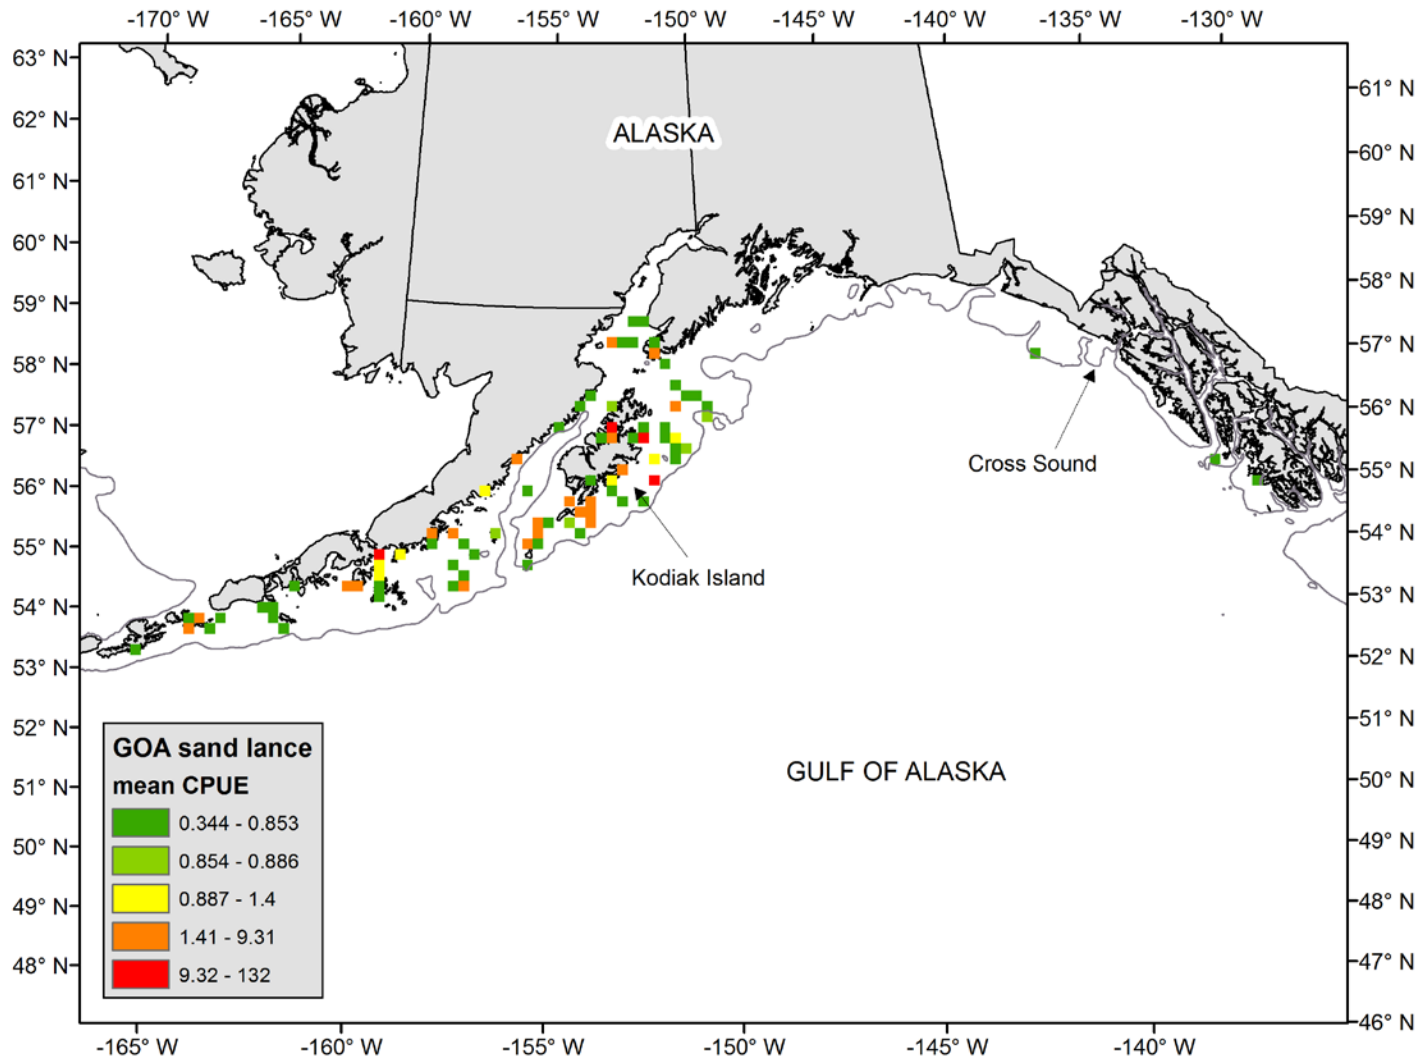 -170° W -165° W -160° W -155° W -150° W -145° W -140° W -135° W -130° W
63° N
61° N
62° N
ALASKA
60° N
61° N
59° N
60° N
58° N
59° N
57° N
58° N
56° N
57° N
Cross Sound
55° N
56° N
54° N
55° N
Kodiak Island
53° N
54° N
52° N
53° N
51° N
52° N
GOA sand lance
mean CPUE
0.344 - 0.853
0.854 - 0.886
0.887 - 1.4
1.41 - 9.31
9.32 - 132
GULF OF ALASKA
50° N
51° N
49° N
50° N
48° N
49° N
47° N
48° N
46° N
-165° W -160° W -155° W -150° W -145° W -140° W